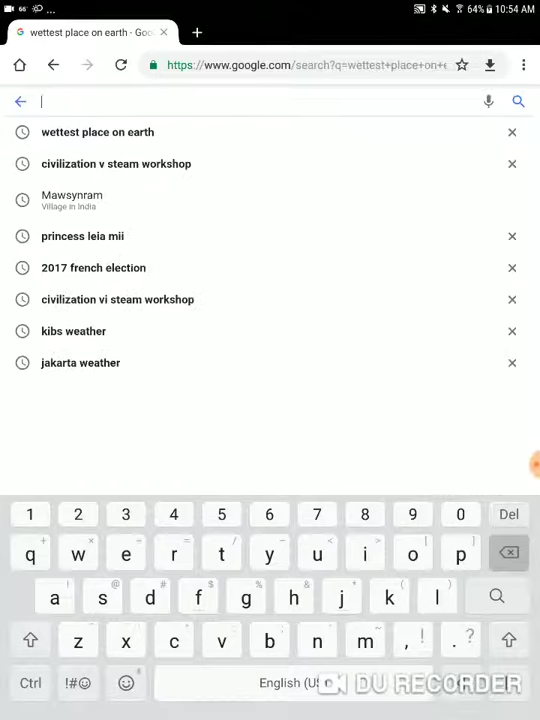 66° ... 64% 10:54 AM
wettest place on earth - Goo
https://www.google.com/search?q=wettest+place+on+e
wettest place on earth
civilization v steam workshop
Mawsynram
Village in India
princess leia mii
2017 french election
civilization vi steam workshop
kibs weather
jakarta weather
1 2 3 4 5 6 7 8 9 0 Del
+ × ÷ = / _ < > [ ]
q w e r t y u i o p
! @ # $ % ^ & * ( )
a s d f g h j k l
- ' " : ; , ?
z x c v b n m , ! . ?
Ctrl !#☺ English (US)
DU RECORDER